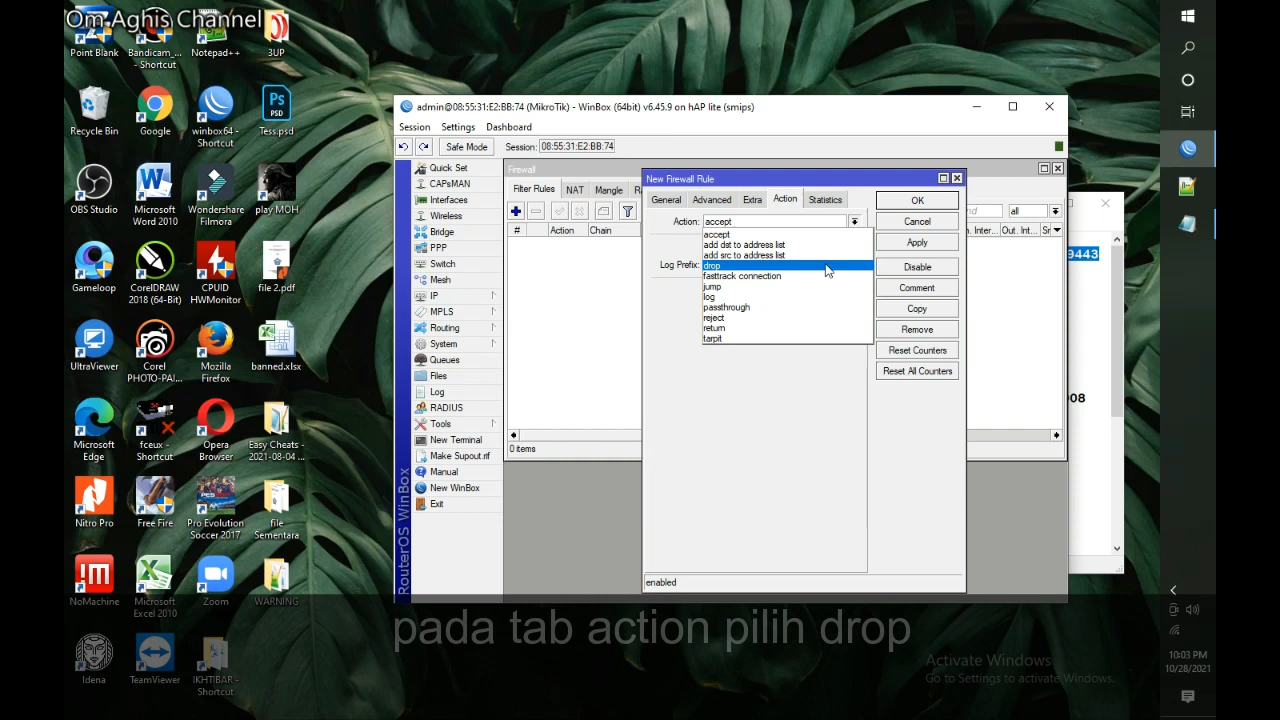 Om Aghis Channel
Point Blank
Bandicam_...
- Shortcut
Notepad++
3UP
Recycle Bin
Google
winbox64 -
Shortcut
Tess.psd
OBS Studio
Microsoft
Word 2010
Wondershare
Filmora
play MOH
Gameloop
CorelDRAW
2018 (64-Bit)
CPUID
HWMonitor
file 2.pdf
UltraViewer
Corel
PHOTO-PAI...
Mozilla
Firefox
banned.xlsx
Microsoft
Edge
fceux -
Shortcut
Opera
Browser
Easy Cheats -
2021-08-04 ...
Nitro Pro
Free Fire
Pro Evolution
Soccer 2017
file
Sementara
NoMachine
Microsoft
Excel 2010
Zoom
WARNING
Idena
TeamViewer
IKHTIBAR -
Shortcut
admin@08:55:31:E2:BB:74 (MikroTik) - WinBox (64bit) v6.45.9 on hAP lite (smips)
Session Settings Dashboard
Safe Mode Session: 08:55:31:E2:BB:74
Quick Set
CAPsMAN
Interfaces
Wireless
Bridge
PPP
Switch
Mesh
IP
MPLS
Routing
System
Queues
Files
Log
RADIUS
Tools
New Terminal
Make Supout.rif
Manual
New WinBox
Exit
RouterOS WinBox
Firewall
Filter Rules NAT Mangle
# Action Chain
0 items
all
Out. Int...
New Firewall Rule
General Advanced Extra Action Statistics
Action: accept
accept
add dst to address list
add src to address list
drop
fasttrack connection
jump
log
passthrough
reject
return
tarpit
Log Prefix:
OK
Cancel
Apply
Disable
Comment
Copy
Remove
Reset Counters
Reset All Counters
enabled
9443
008
pada tab action pilih drop
Activate Windows
Go to Settings to activate Windows.
10:03 PM
10/28/2021